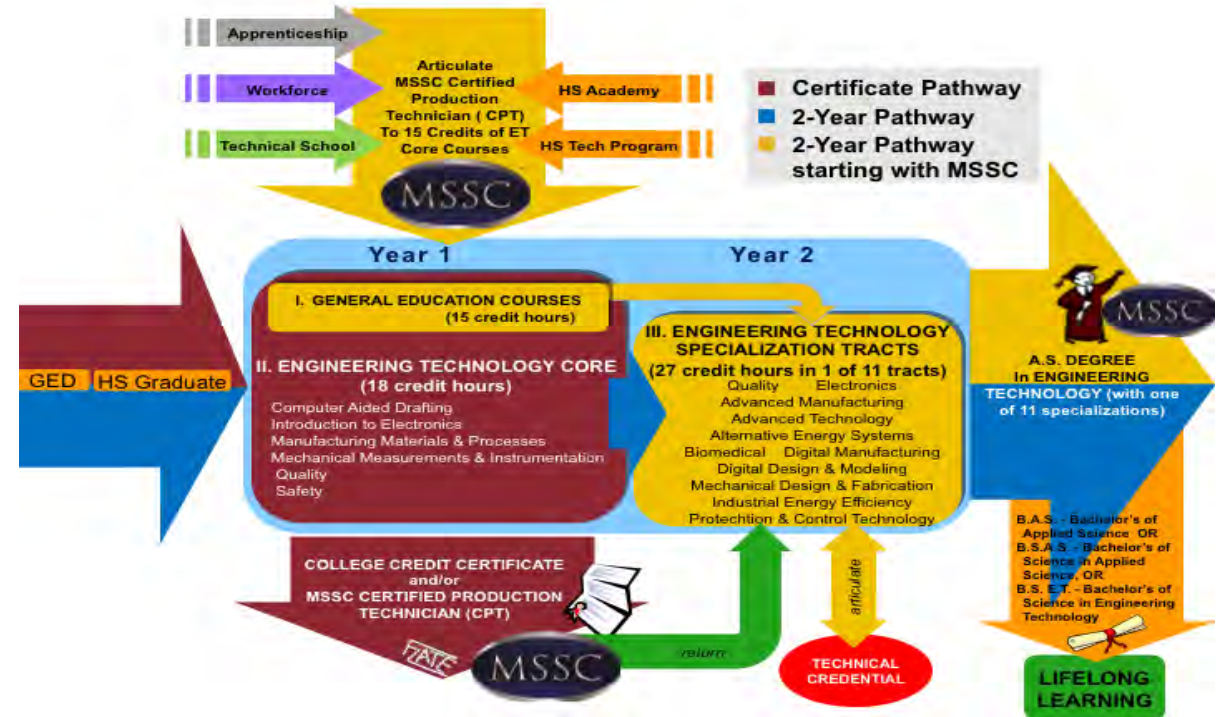 Apprenticeship
Workforce
Technical School
Articulate
MSSC Certified
Production
Technician ( CPT)
To 15 Credits of ET
Core Courses
HS Academy
HS Tech Program
MSSC
Certificate Pathway
2-Year Pathway
2-Year Pathway
starting with MSSC
Year 1
Year 2
GED
HS Graduate
I. GENERAL EDUCATION COURSES
(15 credit hours)
II. ENGINEERING TECHNOLOGY CORE
(18 credit hours)
Computer Aided Drafting
Introduction to Electronics
Manufacturing Materials & Processes
Mechanical Measurements & Instrumentation
Quality
Safety
III. ENGINEERING TECHNOLOGY
SPECIALIZATION TRACTS
(27 credit hours in 1 of 11 tracts)
Quality Electronics
Advanced Manufacturing
Advanced Technology
Alternative Energy Systems
Biomedical Digital Manufacturing
Digital Design & Modeling
Mechanical Design & Fabrication
Industrial Energy Efficiency
Protechtion & Control Technology
MSSC
A.S. DEGREE
In ENGINEERING
TECHNOLOGY (with one
of 11 specializations)
COLLEGE CREDIT CERTIFICATE
and/or
MSSC CERTIFIED PRODUCTION
TECHNICIAN (CPT)
FLATE
MSSC
return
articulate
TECHNICAL
CREDENTIAL
B.A.S. - Bachelor's of
Applied Science OR
B.S.A.S. - Bachelor's of
Science in Applied
Science, OR
B.S. E.T. - Bachelor's of
Science in Engineering
Technology
LIFELONG
LEARNING